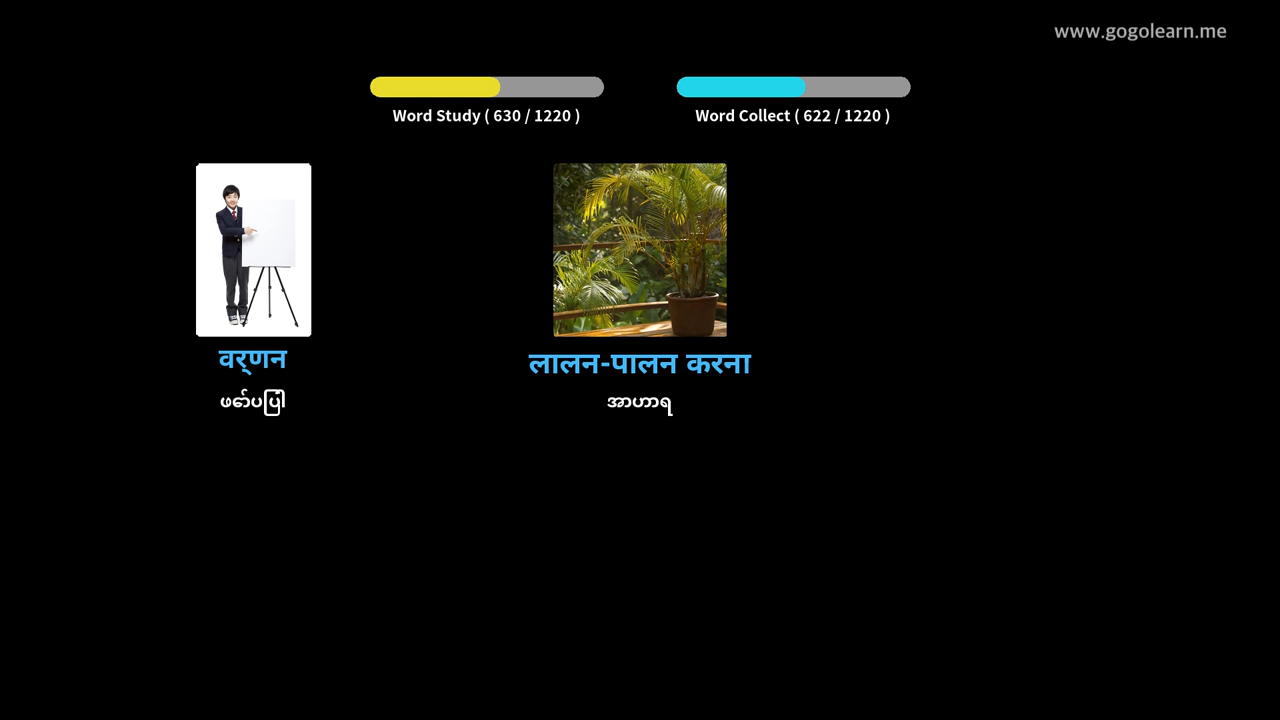 www.gogolearn.me
Word Study ( 630 / 1220 )
Word Collect ( 622 / 1220 )
वर्णन
ဖော်ပပြါ
लालन-पालन करना
အာဟာရ